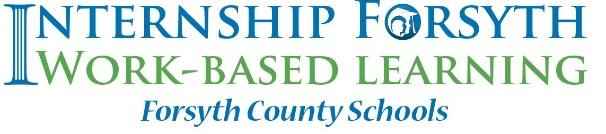 INTERNSHIP FORSYTH
WORK-BASED LEARNING
Forsyth County Schools